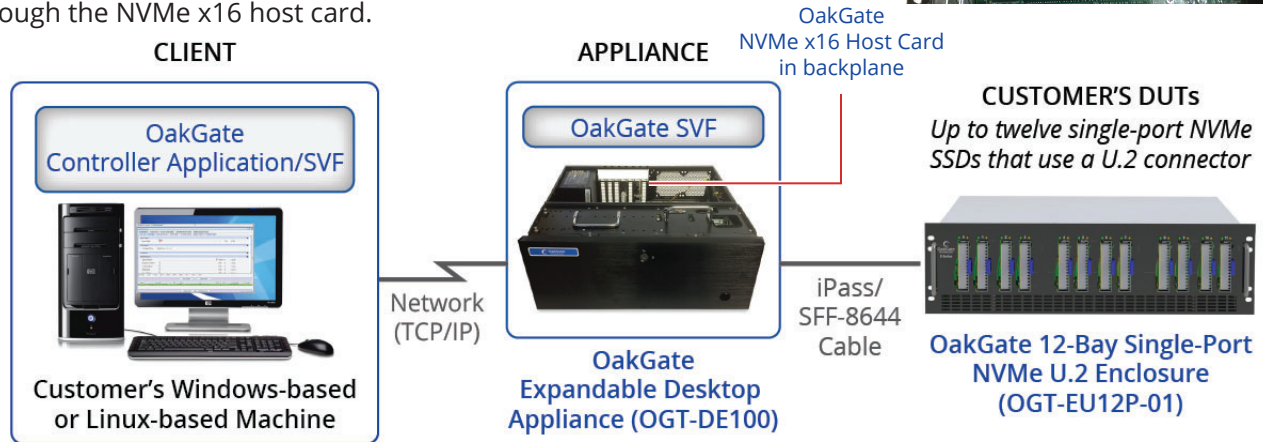 ough the NVMe x16 host card.
CLIENT
OakGate
Controller Application/SVF
Customer's Windows-based
or Linux-based Machine
Network
(TCP/IP)
APPLIANCE
OakGate
NVMe x16 Host Card
in backplane
OakGate SVF
OakGate
Expandable Desktop
Appliance (OGT-DE100)
iPass/
SFF-8644
Cable
CUSTOMER'S DUTs
Up to twelve single-port NVMe
SSDs that use a U.2 connector
OakGate 12-Bay Single-Port
NVMe U.2 Enclosure
(OGT-EU12P-01)